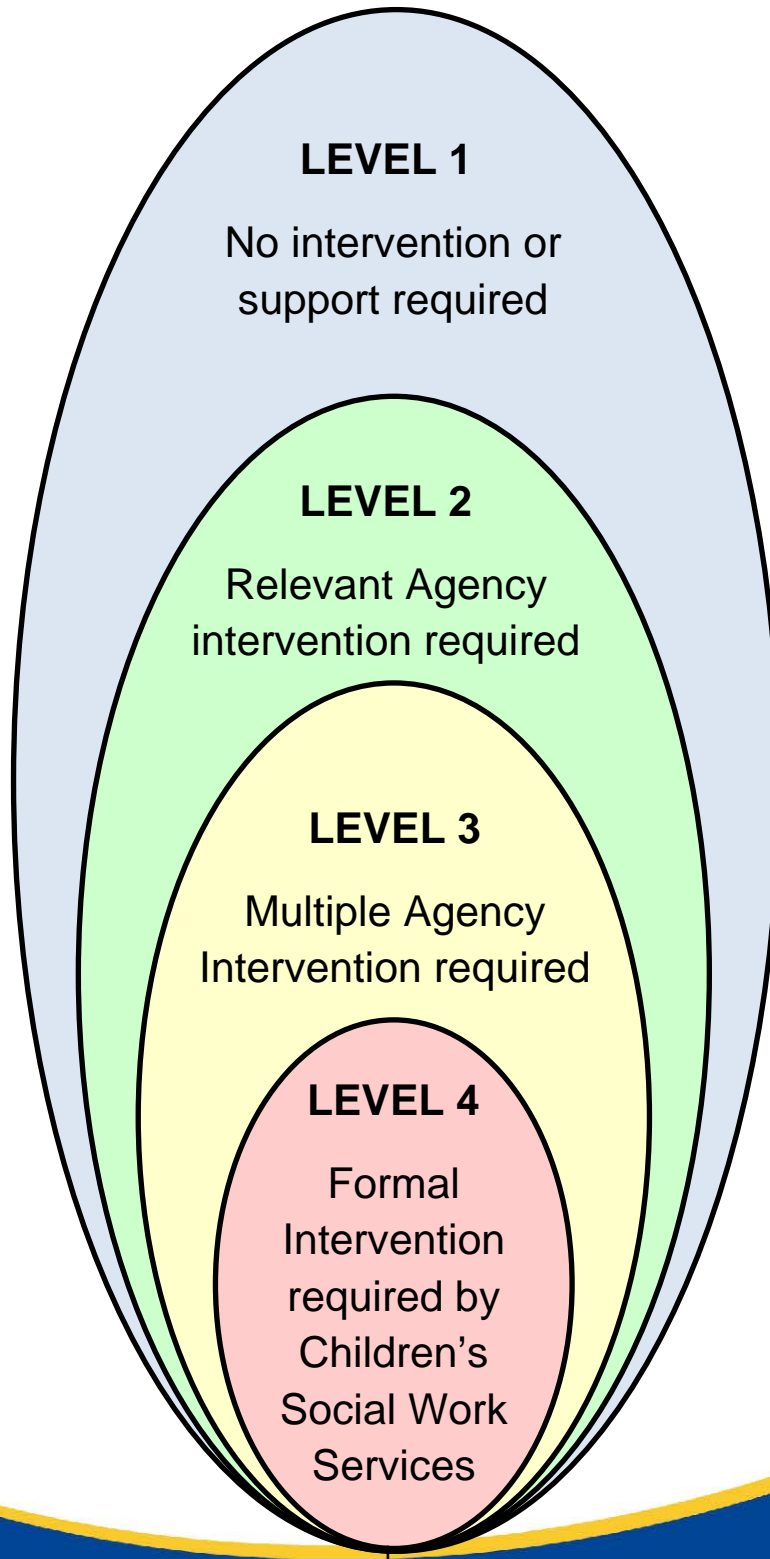 LEVEL 1
No intervention or
support required
LEVEL 2
Relevant Agency
intervention required
LEVEL 3
Multiple Agency
Intervention required
LEVEL 4
Formal
Intervention
required by
Children’s
Social Work
Services